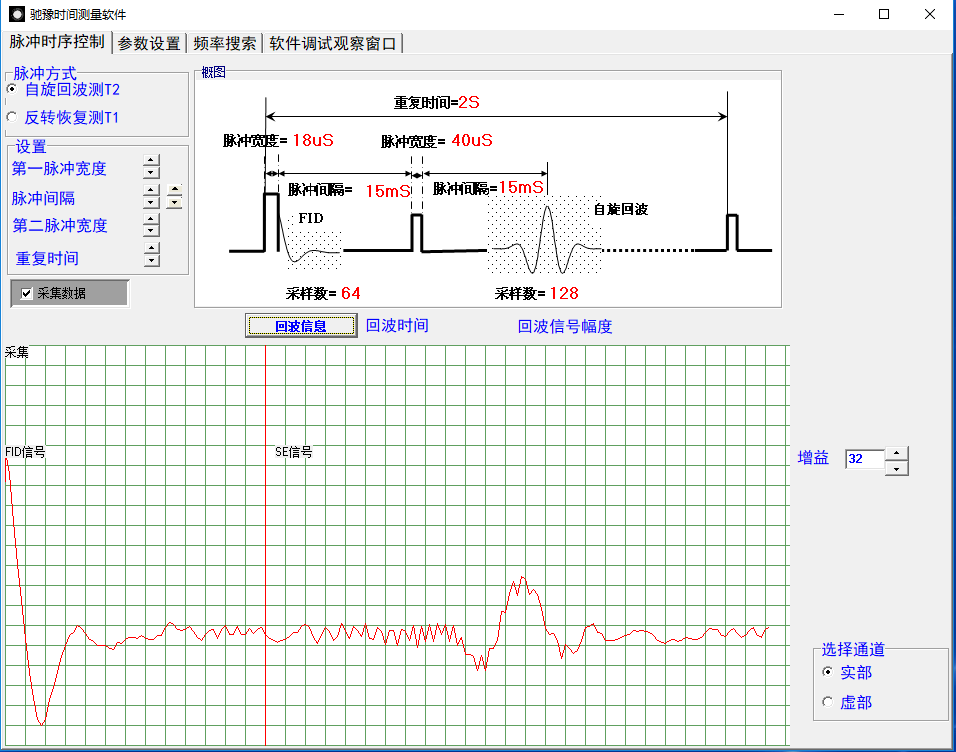 驰豫时间测量软件
脉冲时序控制 参数设置 频率搜索 软件调试观察窗口
脉冲方式
自旋回波测T2
反转恢复测T1
设置
第一脉冲宽度
脉冲间隔
第二脉冲宽度
重复时间
采集数据
概图
重复时间=2S
脉冲宽度= 18uS 脉冲宽度= 40uS
脉冲间隔= 15mS 脉冲间隔=15mS
FID 自旋回波
采样数= 64 采样数= 128
回波信息 回波时间 回波信号幅度
采集
FID信号 SE信号
增益 32
选择通道
实部
虚部